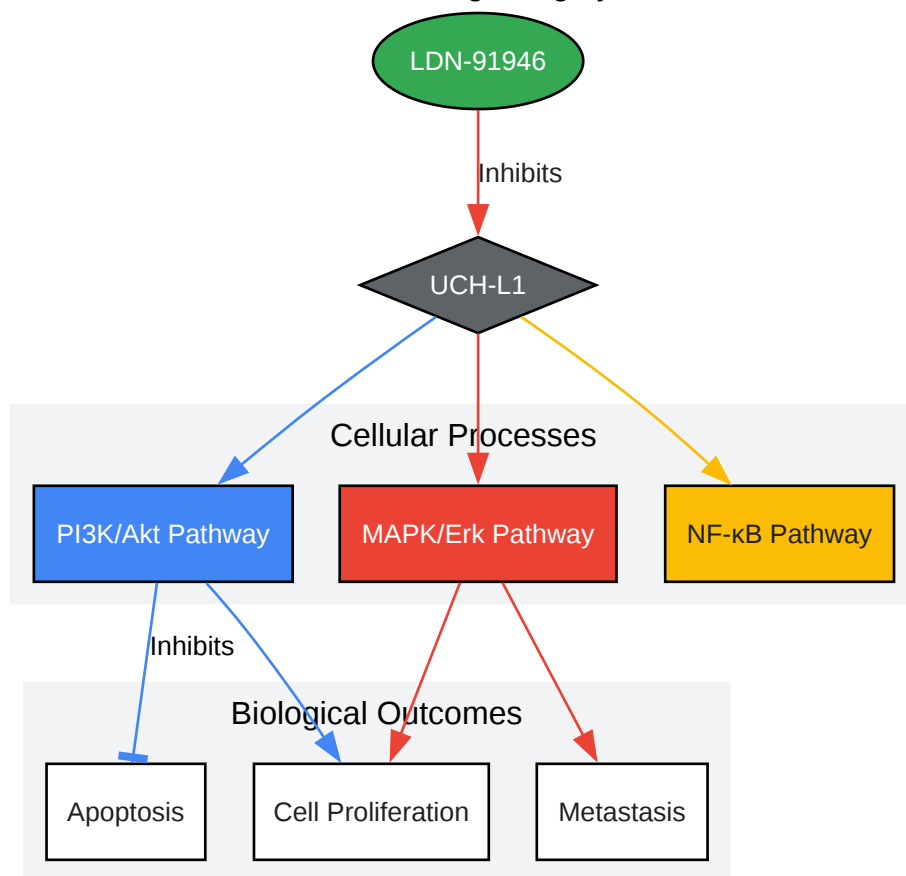 LDN-91946
Inhibits
UCH-L1
Cellular Processes
PI3K/Akt Pathway
MAPK/Erk Pathway
NF-κB Pathway
Inhibits
Biological Outcomes
Apoptosis
Cell Proliferation
Metastasis